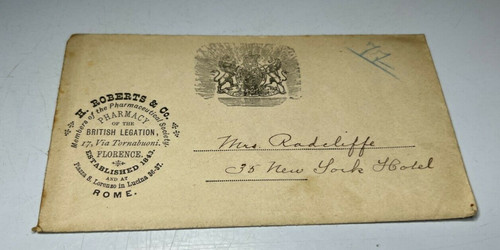 H. ROBERTS & Co.
Members of the Pharmaceutical Society,
PHARMACY
OF THE
BRITISH LEGATION,
17, Via Tornabuoni.
FLORENCE.
ESTABLISHED 1843.
AND AT
Piazza S. Lorenzo in Lucina 36-37.
ROME.
77
Mrs. Radcliffe
35 New York Hotel